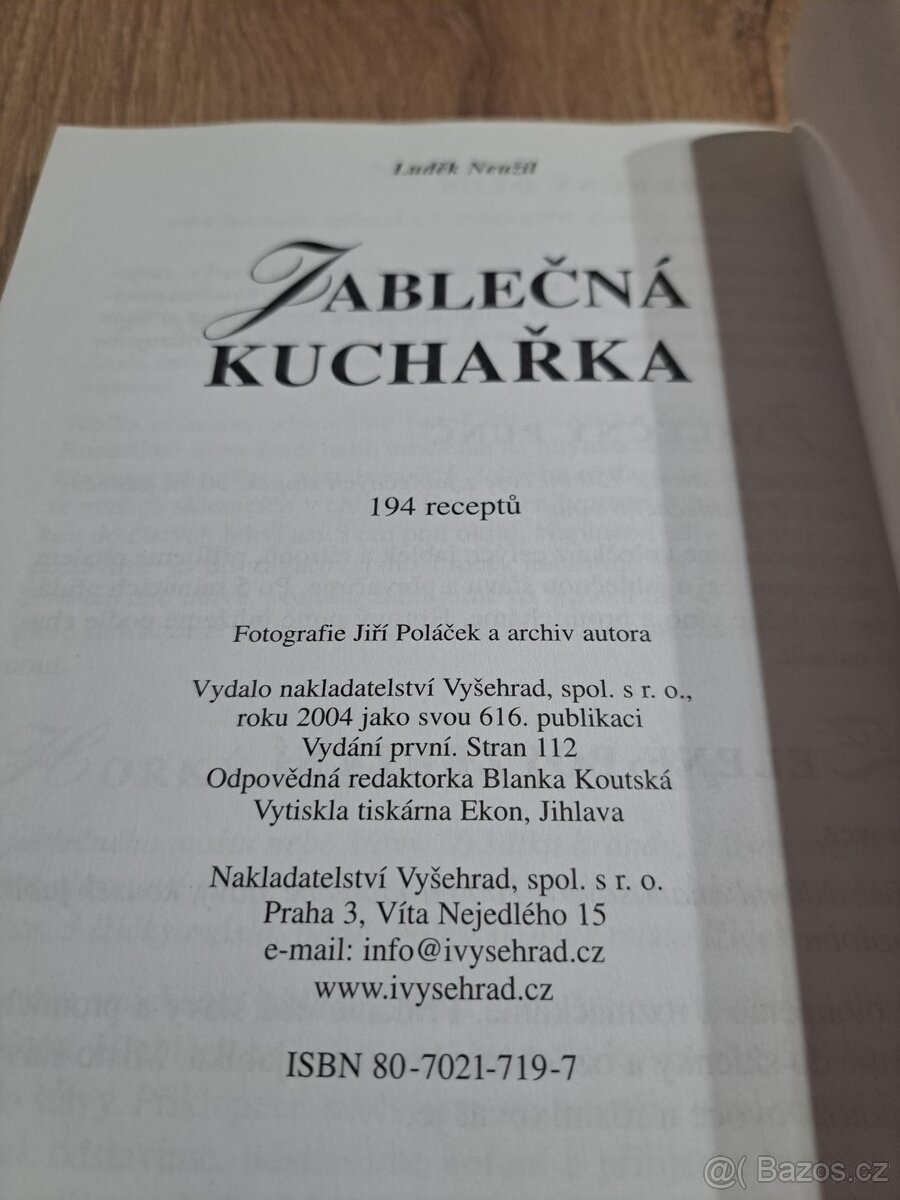 Luděk Neužil
JABLEČNÁ
KUCHAŘKA
194 receptů
Fotografie Jiří Poláček a archiv autora
Vydalo nakladatelství Vyšehrad, spol. s r. o.,
roku 2004 jako svou 616. publikaci
Vydání první. Stran 112
Odpovědná redaktorka Blanka Koutská
Vytiskla tiskárna Ekon, Jihlava
Nakladatelství Vyšehrad, spol. s r. o.
Praha 3, Víta Nejedlého 15
e-mail: info@ivysehrad.cz
www.ivysehrad.cz
ISBN 80-7021-719-7
@( Bazos.cz